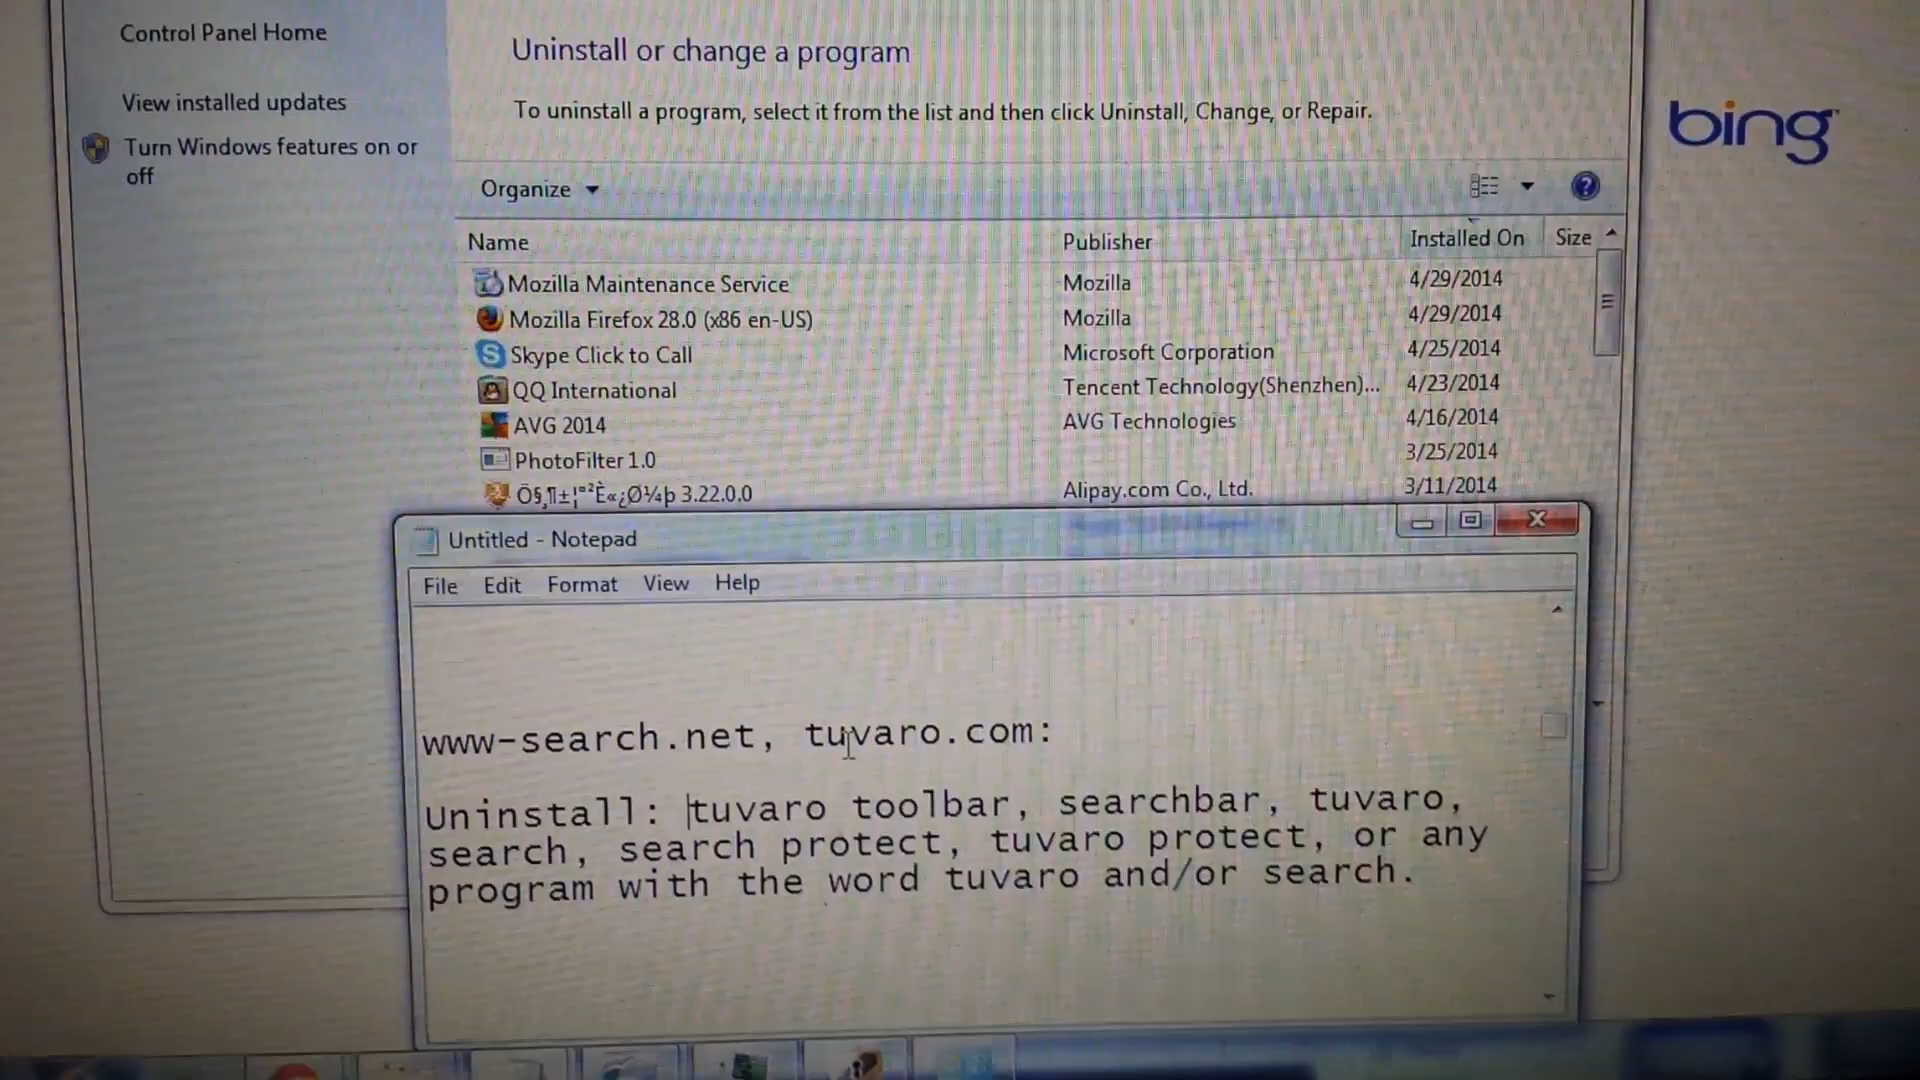 Control Panel Home
View installed updates
Turn Windows features on or
off
Uninstall or change a program
To uninstall a program, select it from the list and then click Uninstall, Change, or Repair.
bing
Organize
Name Publisher Installed On Size
Mozilla Maintenance Service Mozilla 4/29/2014
Mozilla Firefox 28.0 (x86 en-US) Mozilla 4/29/2014
Skype Click to Call Microsoft Corporation 4/25/2014
QQ International Tencent Technology(Shenzhen)... 4/23/2014
AVG 2014 AVG Technologies 4/16/2014
PhotoFilter 1.0 3/25/2014
Ö§¸¶±¦°²È«¿Ø¼þ 3.22.0.0 Alipay.com Co., Ltd. 3/11/2014
Untitled - Notepad
File Edit Format View Help
www-search.net, tuvaro.com:
Uninstall: tuvaro toolbar, searchbar, tuvaro,
search, search protect, tuvaro protect, or any
program with the word tuvaro and/or search.